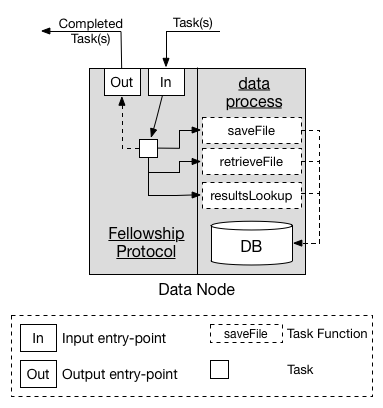 Completed
Task(s)
Task(s)
Out
In
data
process
saveFile
retrieveFile
resultsLookup
Fellowship
Protocol
DB
Data Node
In
Input entry-point
saveFile
Task Function
Out
Output entry-point
Task